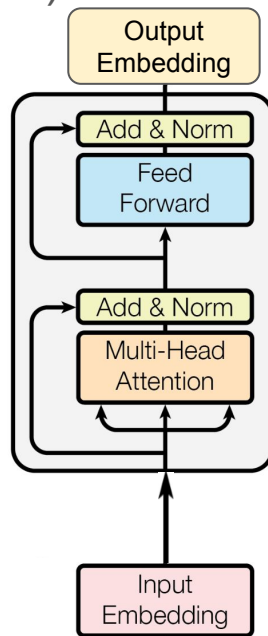 Output
Embedding
Add & Norm
Feed
Forward
Add & Norm
Multi-Head
Attention
Input
Embedding